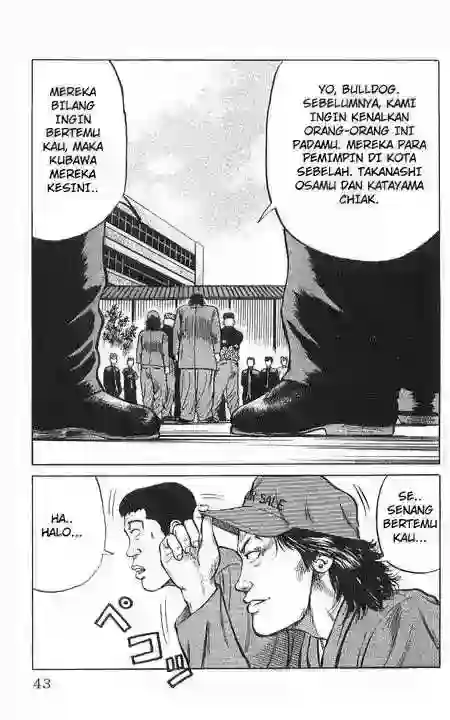 YO, BULLDOG.
SEBELUMNYA, KAMI
INGIN KENALKAN
ORANG-ORANG INI
PADAMU. MEREKA PARA
PEMIMPIN DI KOTA
SEBELAH. TAKANASHI
OSAMU DAN KATAYAMA
CHIAK.
MEREKA
BILANG
INGIN
BERTEMU
KAU, MAKA
KUBAWA
MEREKA
KESINI..
SE..
SENANG
BERTEMU
KAU...
SALE
HA..
HALO...
ペコッ
43